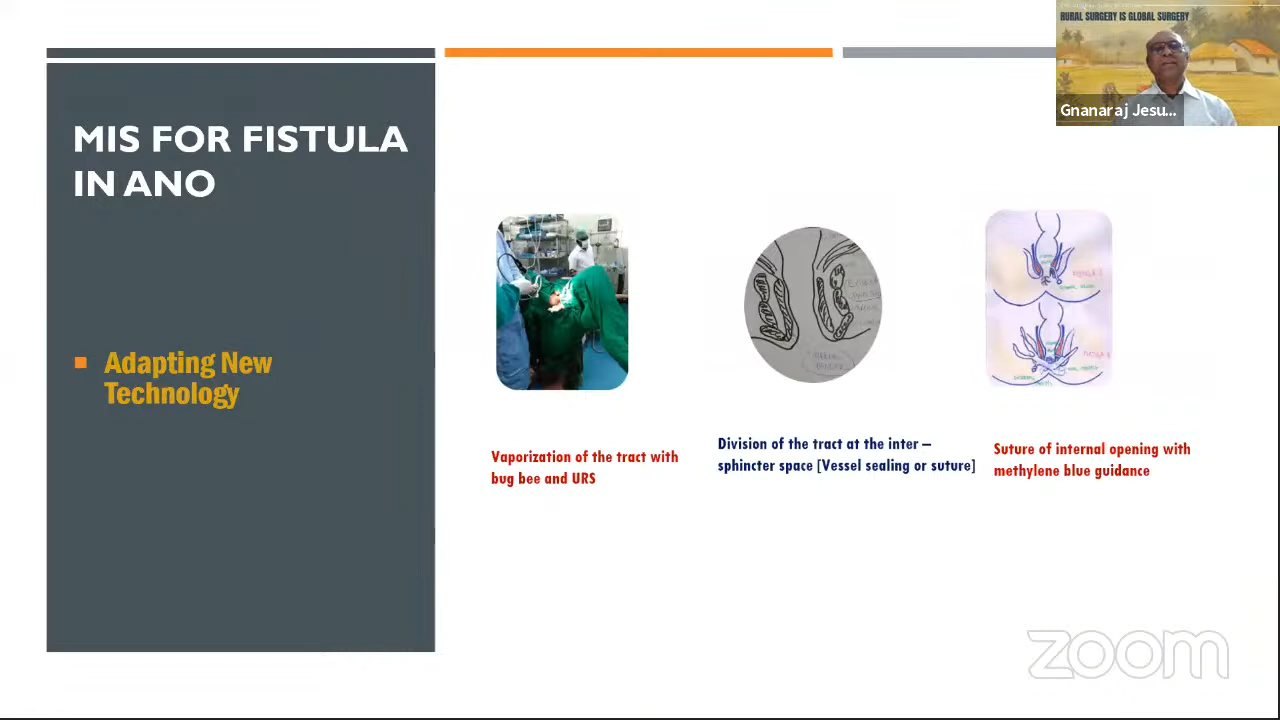 RURAL SURGERY IS GLOBAL SURGERY
Gnanaraj Jesu...
MIS FOR FISTULA
IN ANO
Adapting New
Technology
Vaporization of the tract with
bug bee and URS
Division of the tract at the inter –
sphincter space [Vessel sealing or suture]
Suture of internal opening with
methylene blue guidance
zoom